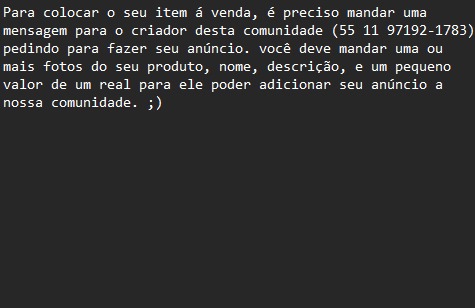 Para colocar o seu item á venda, é preciso mandar uma
mensagem para o criador desta comunidade (55 11 97192-1783)
pedindo para fazer seu anúncio. você deve mandar uma ou
mais fotos do seu produto, nome, descrição, e um pequeno
valor de um real para ele poder adicionar seu anúncio a
nossa comunidade. ;)